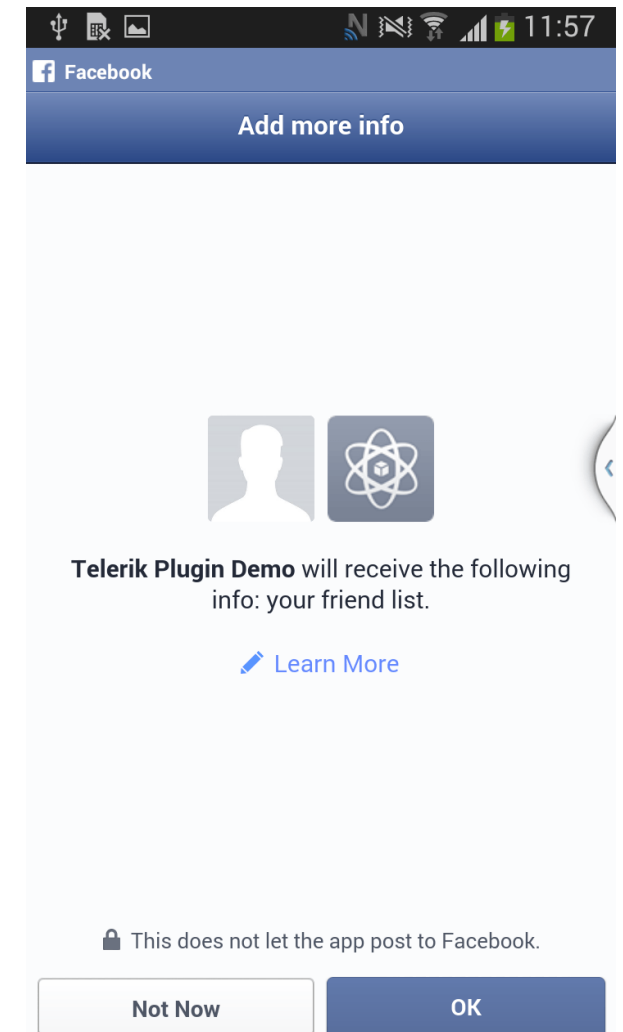 11:57
Facebook
Add more info
Telerik Plugin Demo will receive the following
info: your friend list.
Learn More
This does not let the app post to Facebook.
Not Now
OK